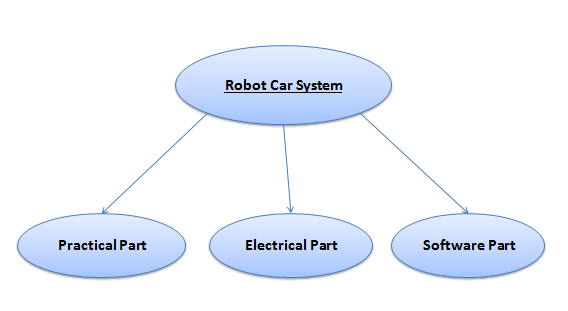 Robot Car System
Practical Part
Electrical Part
Software Part